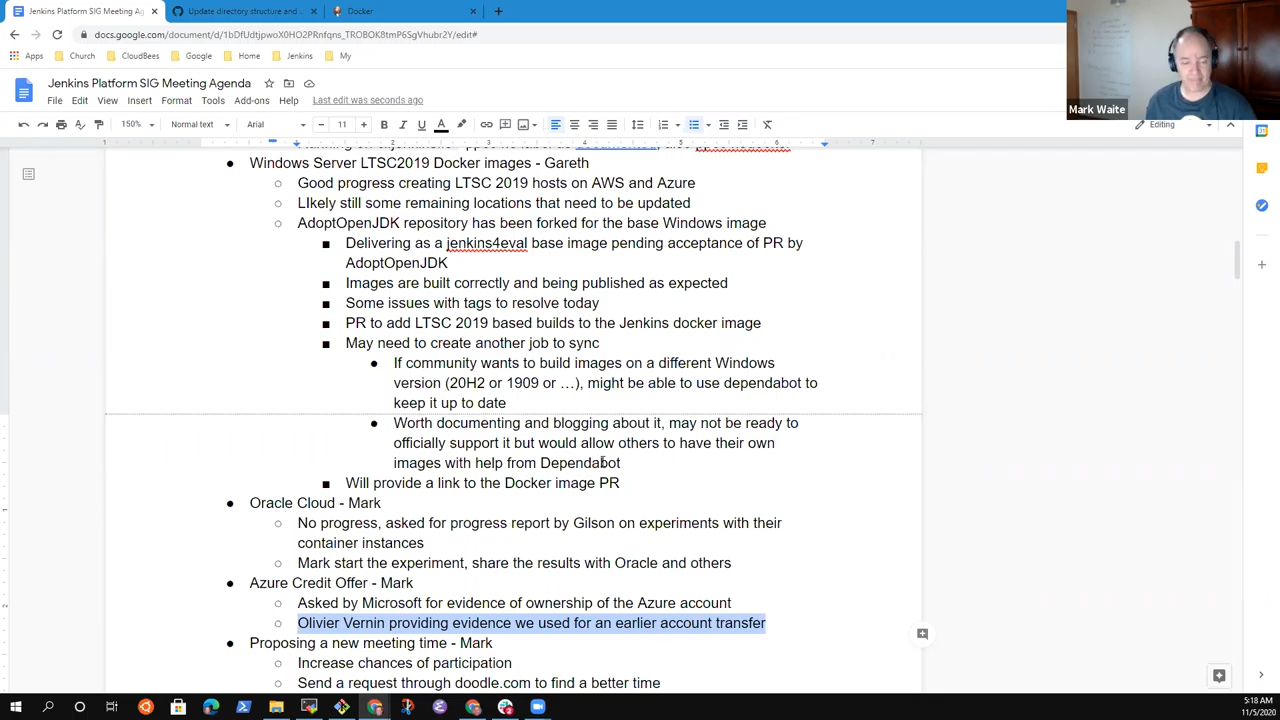 Jenkins Platform SIG Meeting Ag
Update directory structure and
Docker
docs.google.com/document/d/1bDfUdtjpwoX0HO2PRnfqns_TROBOK8tmP6SgVhubr2Y/edit#
Apps
Church
CloudBees
Google
Home
Jenkins
My
Jenkins Platform SIG Meeting Agenda
File Edit View Insert Format Tools Add-ons Help Last edit was seconds ago
150% Normal text Arial 11 Editing
Mark Waite
1 1 2 3 4 5 6 7
Windows Server LTSC2019 Docker images - Gareth
Good progress creating LTSC 2019 hosts on AWS and Azure
LIkely still some remaining locations that need to be updated
AdoptOpenJDK repository has been forked for the base Windows image
Delivering as a jenkins4eval base image pending acceptance of PR by
AdoptOpenJDK
Images are built correctly and being published as expected
Some issues with tags to resolve today
PR to add LTSC 2019 based builds to the Jenkins docker image
May need to create another job to sync
If community wants to build images on a different Windows
version (20H2 or 1909 or …), might be able to use dependabot to
keep it up to date
Worth documenting and blogging about it, may not be ready to
officially support it but would allow others to have their own
images with help from Dependabot
Will provide a link to the Docker image PR
Oracle Cloud - Mark
No progress, asked for progress report by Gilson on experiments with their
container instances
Mark start the experiment, share the results with Oracle and others
Azure Credit Offer - Mark
Asked by Microsoft for evidence of ownership of the Azure account
Olivier Vernin providing evidence we used for an earlier account transfer
Proposing a new meeting time - Mark
Increase chances of participation
Send a request through doodle.com to find a better time
5:18 AM
11/5/2020